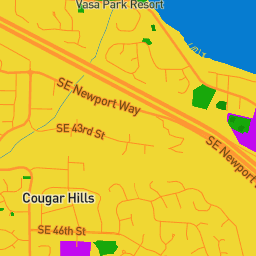 Vasa Park Resort
SE Newport Way
SE 43rd St
SE Newport
Cougar Hills
SE 46th St